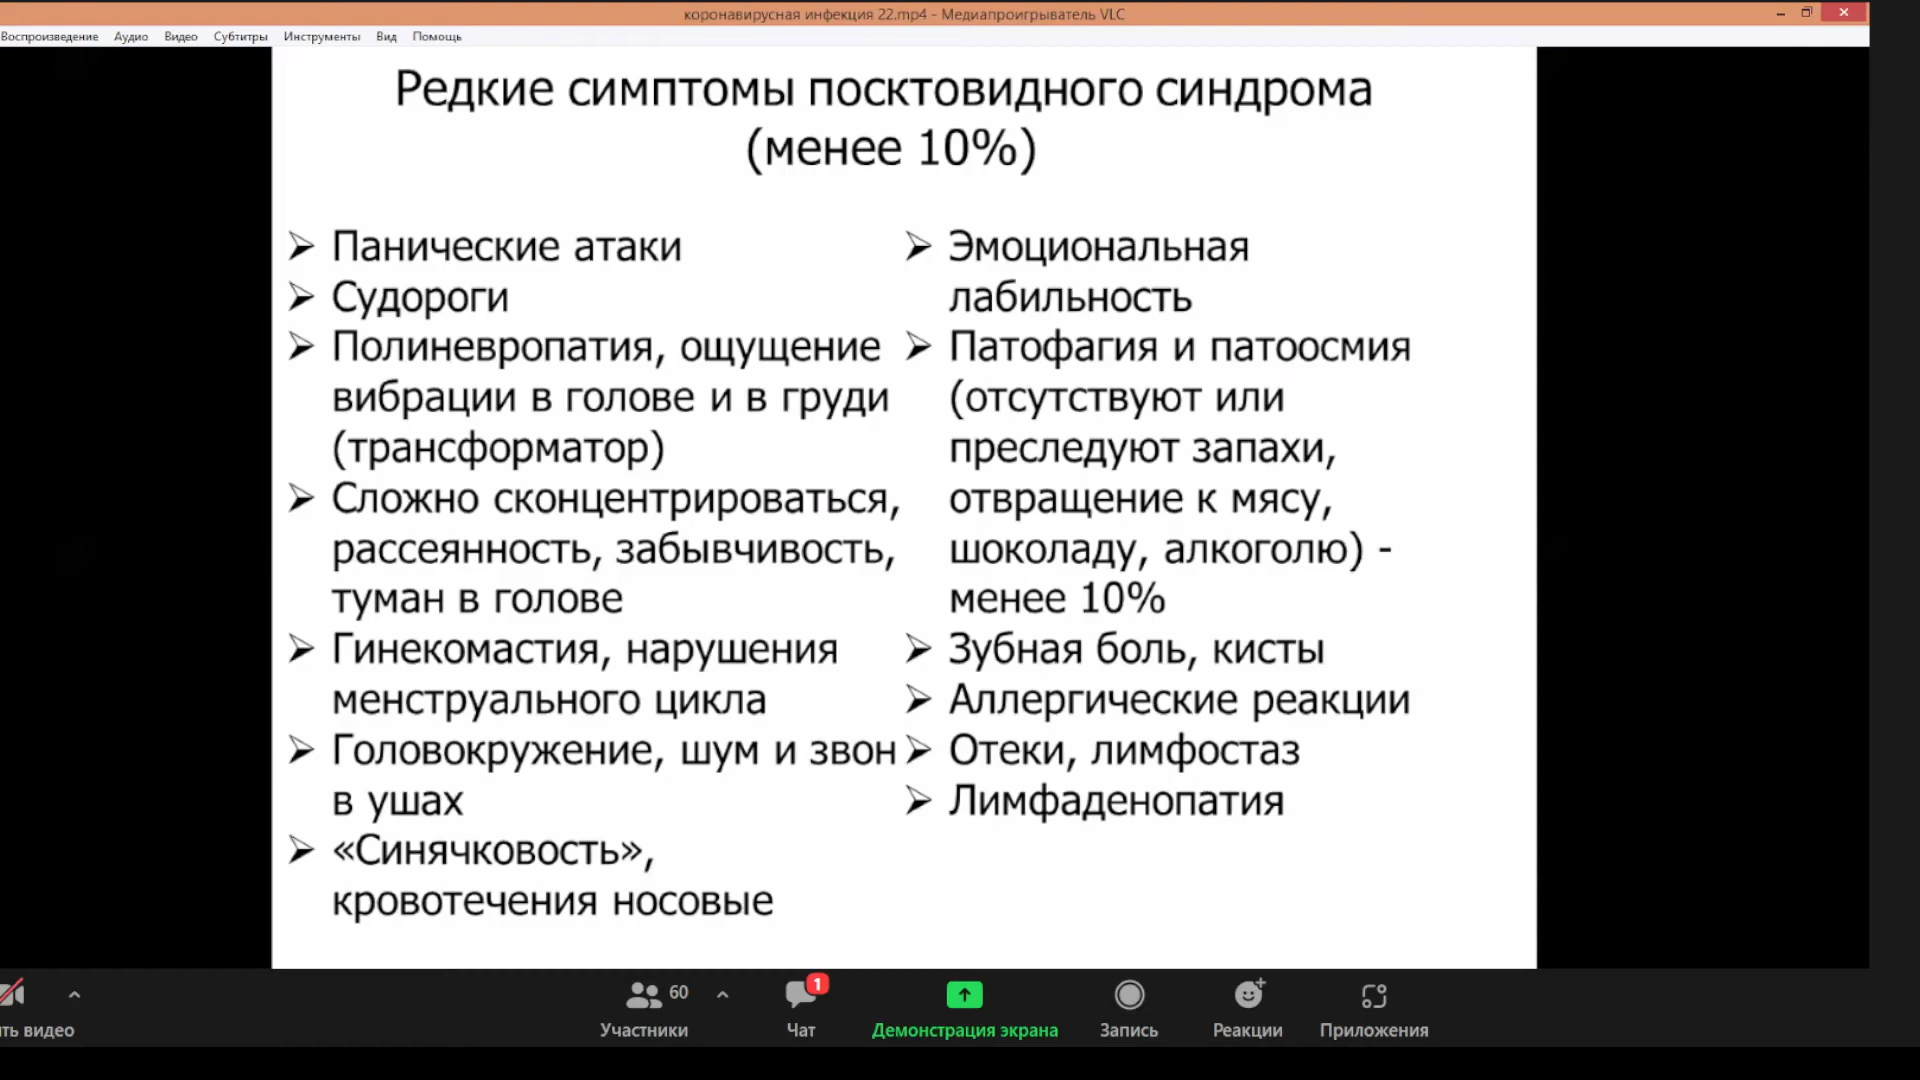 коронавирусная инфекция 22.mp4 - Медиапроигрыватель VLC
Воспроизведение Аудио Видео Субтитры Инструменты Вид Помощь
Редкие симптомы посктовидного синдрома
(менее 10%)
Панические атаки
Судороги
Полиневропатия, ощущение
вибрации в голове и в груди
(трансформатор)
Сложно сконцентрироваться,
рассеянность, забывчивость,
туман в голове
Гинекомастия, нарушения
менструального цикла
Головокружение, шум и звон
в ушах
«Синячковость»,
кровотечения носовые
Эмоциональная
лабильность
Патофагия и патоосмия
(отсутствуют или
преследуют запахи,
отвращение к мясу,
шоколаду, алкоголю) -
менее 10%
Зубная боль, кисты
Аллергические реакции
Отеки, лимфостаз
Лимфаденопатия
60
1
ть видео Участники Чат Демонстрация экрана Запись Реакции Приложения